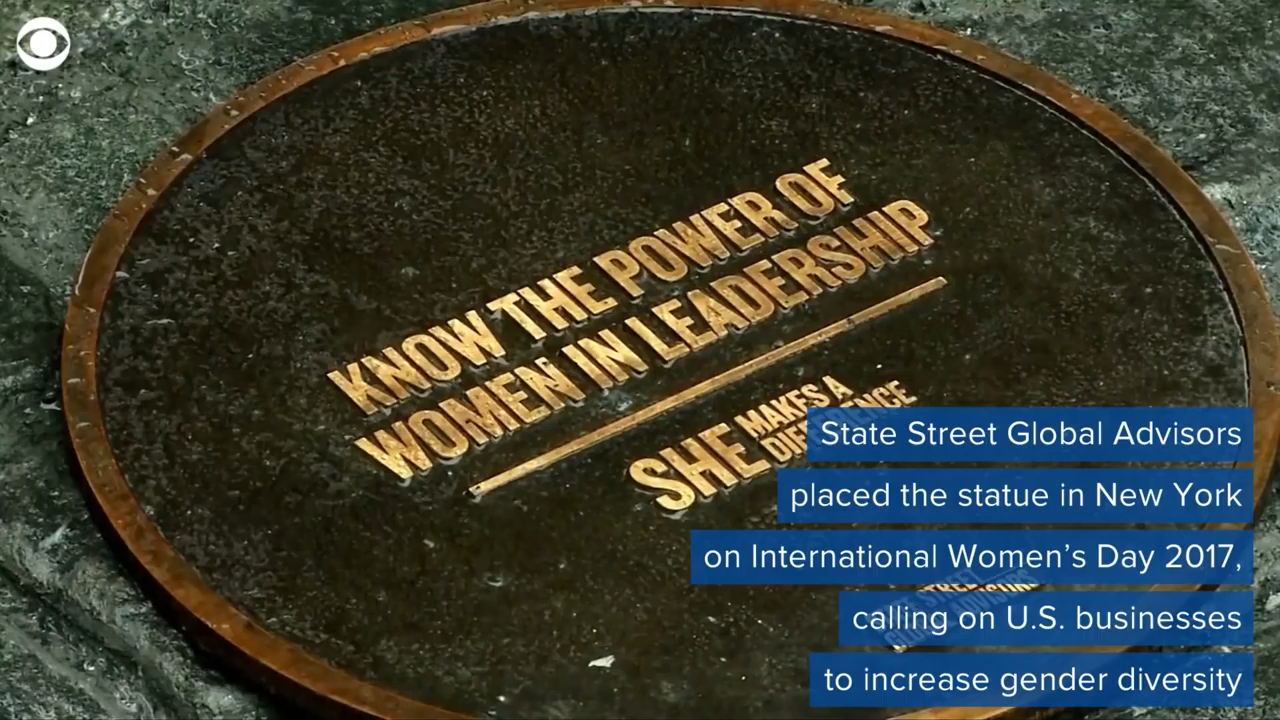 KNOW THE POWER OF
WOMEN IN LEADERSHIP
SHE MAKES A
State Street Global Advisors
placed the statue in New York
on International Women's Day 2017,
calling on U.S. businesses
to increase gender diversity